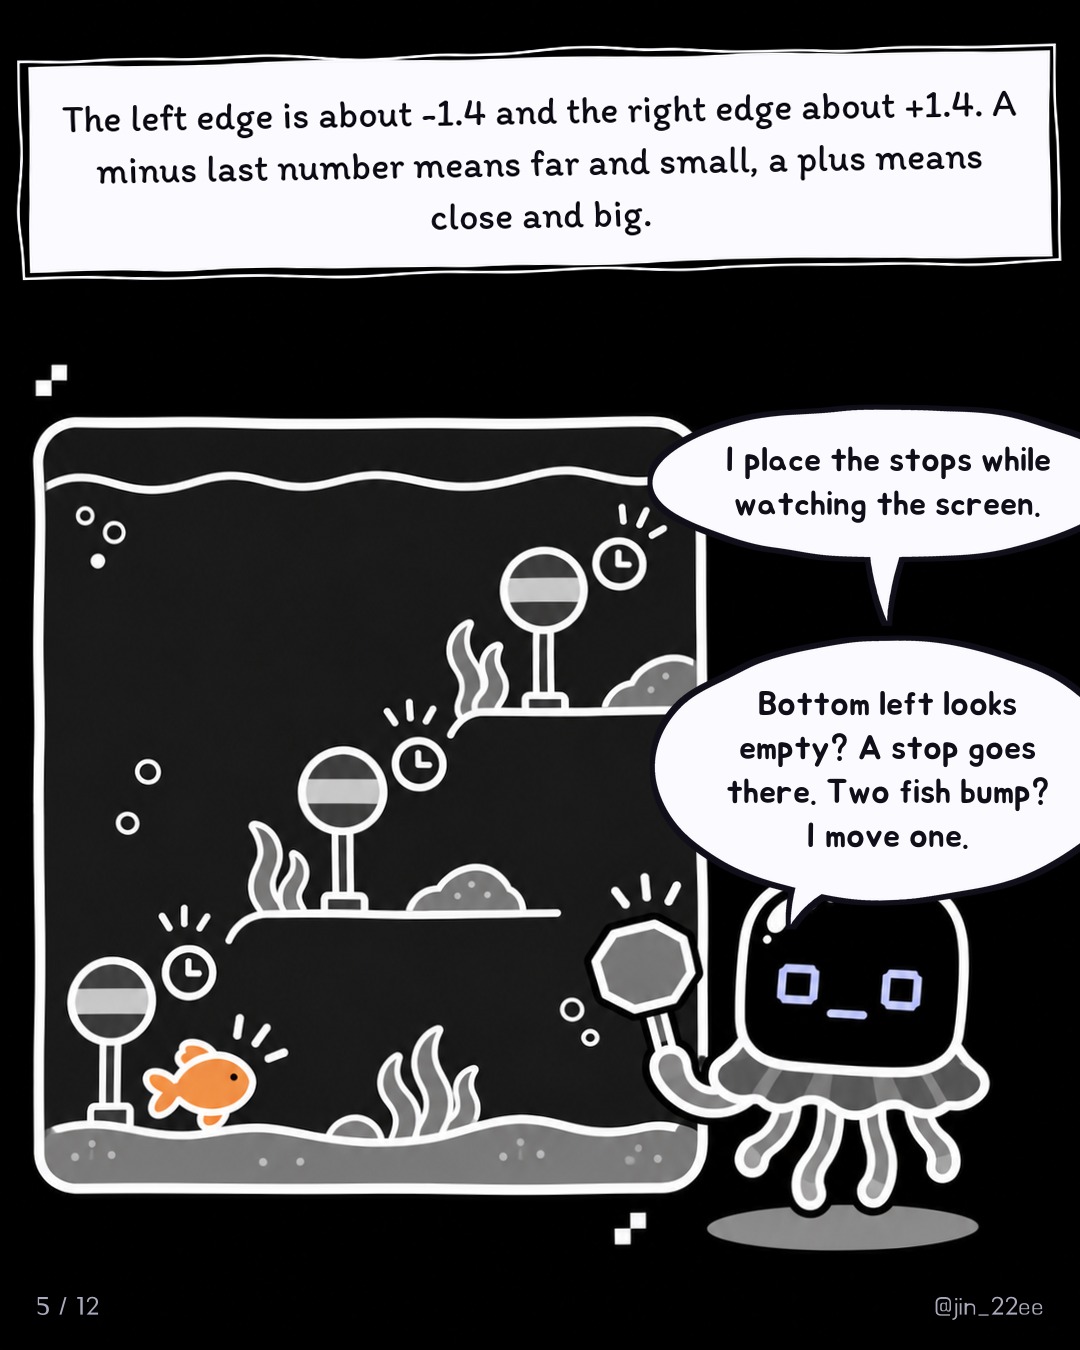 The left edge is about -1.4 and the right edge about +1.4. A
minus last number means far and small, a plus means
close and big.
I place the stops while
watching the screen.
Bottom left looks
empty? A stop goes
there. Two fish bump?
I move one.
5 / 12
@jin_22ee